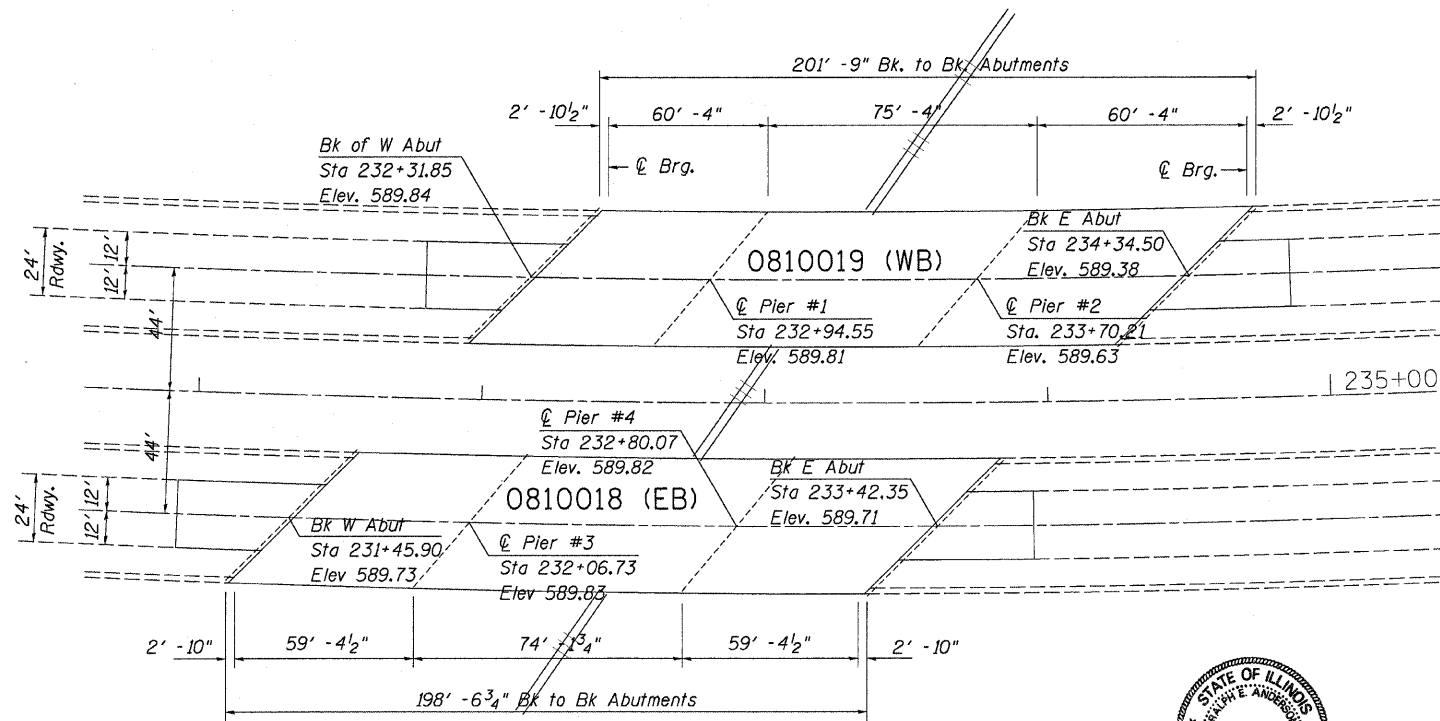 201' -9" Bk. to Bk. Abutments
2' -10½" 60' -4" 75' -4" 60' -4" 2' -10½"
℄ Brg. ℄ Brg.
Bk of W Abut
Sta 232+31.85
Elev. 589.84
24' Rdwy.
12' 12'
44'
0810019 (WB)
Bk E Abut
Sta 234+34.50
Elev. 589.38
℄ Pier #1
Sta 232+94.55
Elev. 589.81
℄ Pier #2
Sta. 233+70.21
Elev. 589.63
235+00
44'
℄ Pier #4
Sta 232+80.07
Elev. 589.82
24' Rdwy.
12' 12'
0810018 (EB)
Bk E Abut
Sta 233+42.35
Elev. 589.71
Bk W Abut
Sta 231+45.90
Elev 589.73
℄ Pier #3
Sta 232+06.73
Elev 589.83
2' -10" 59' -4½" 74' -1¾" 59' -4½" 2' -10"
198' -6¾" Bk to Bk Abutments
STATE OF ILLINOIS
RALPH E. ANDERSON